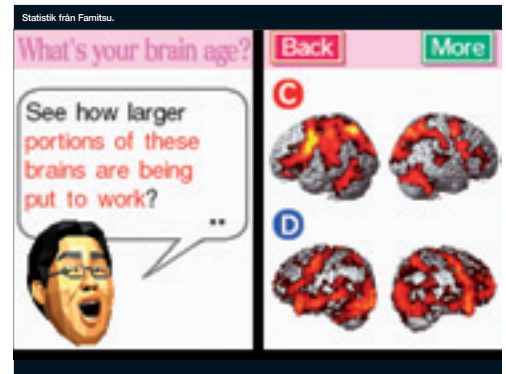 Statistik från Famitsu.
What's your brain age?
See how larger
portions of these
brains are being
put to work?
Back
More
C
D